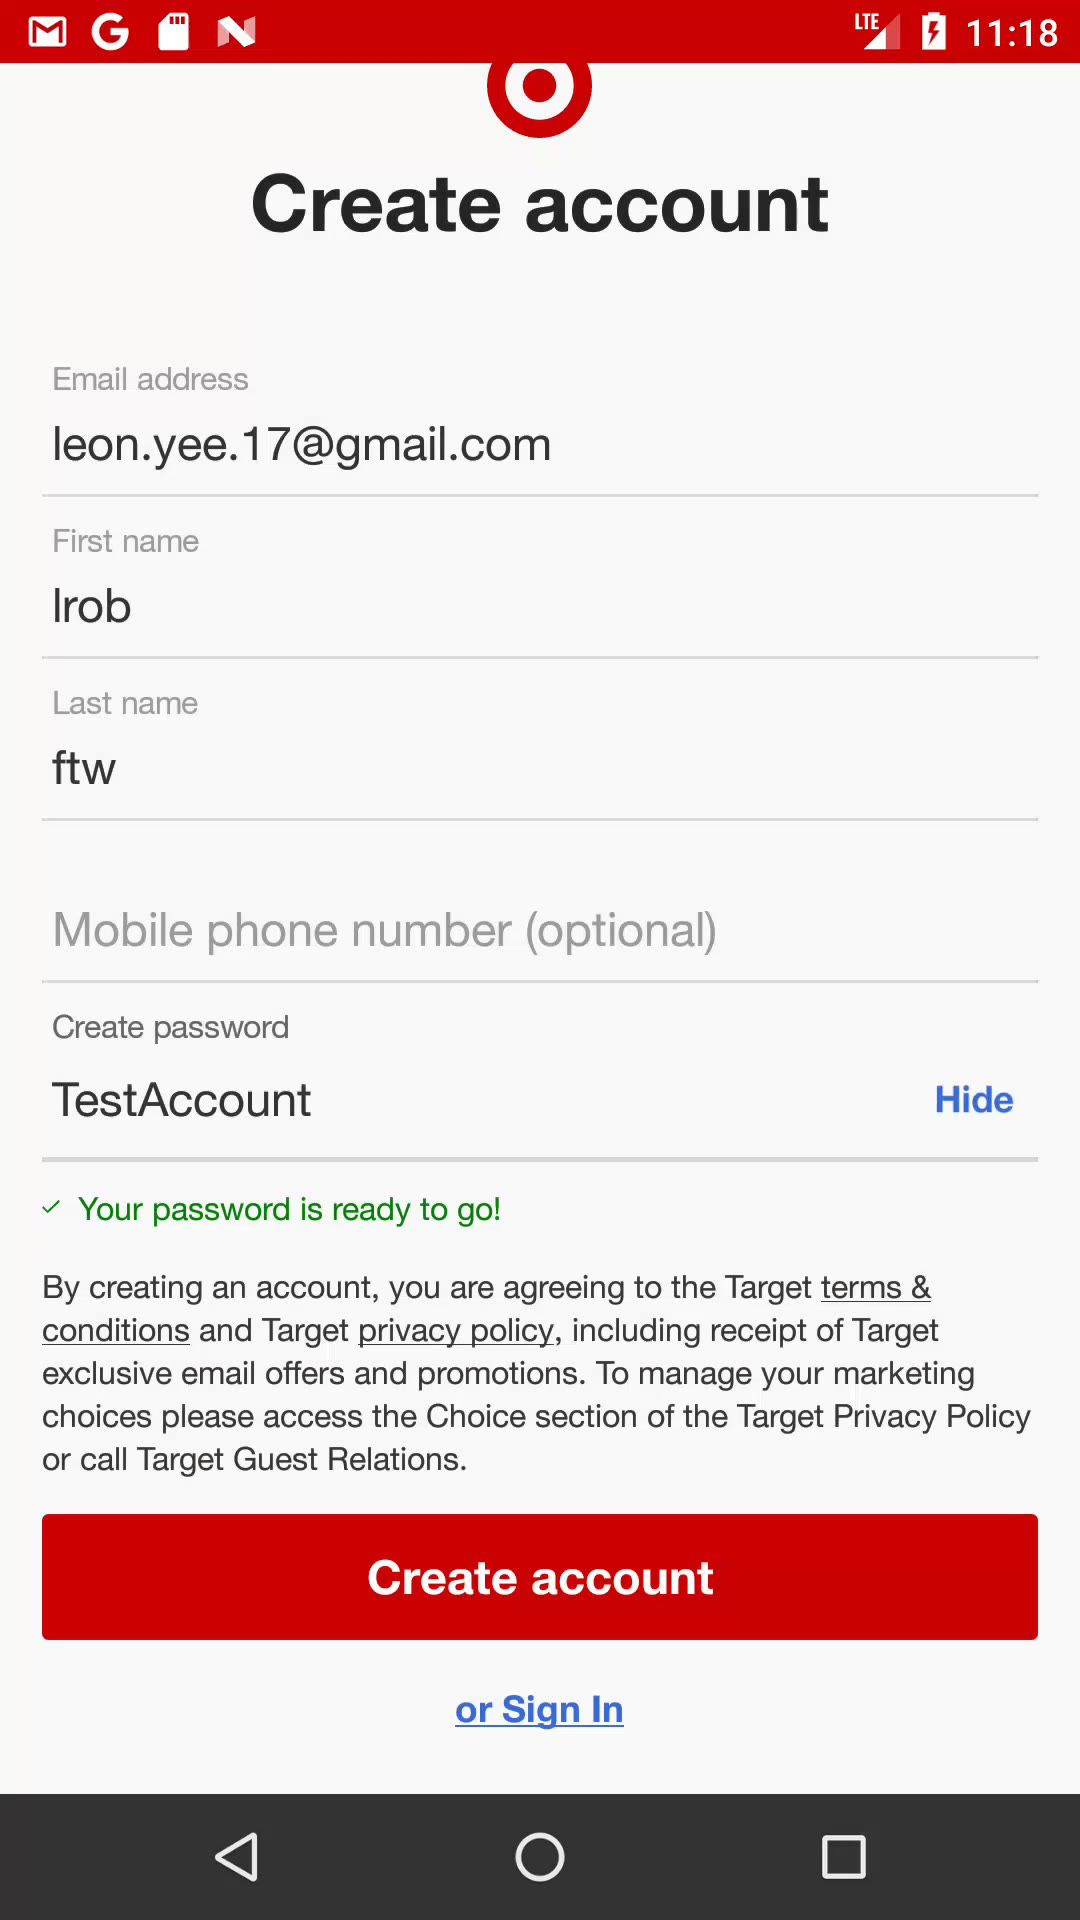 LTE 11:18
Create account
Email address
leon.yee.17@gmail.com
First name
lrob
Last name
ftw
Mobile phone number (optional)
Create password
TestAccount
Hide
Your password is ready to go!
By creating an account, you are agreeing to the Target terms &
conditions and Target privacy policy, including receipt of Target
exclusive email offers and promotions. To manage your marketing
choices please access the Choice section of the Target Privacy Policy
or call Target Guest Relations.
Create account
or Sign In